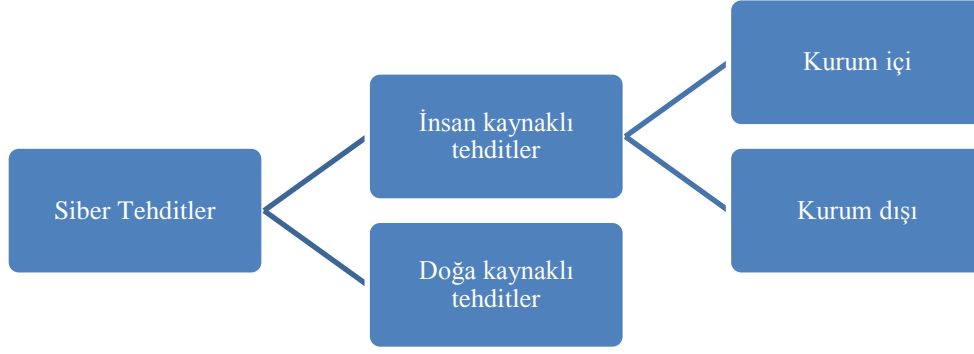 Siber Tehditler
İnsan kaynaklı
tehditler
Kurum içi
Kurum dışı
Doğa kaynaklı
tehditler